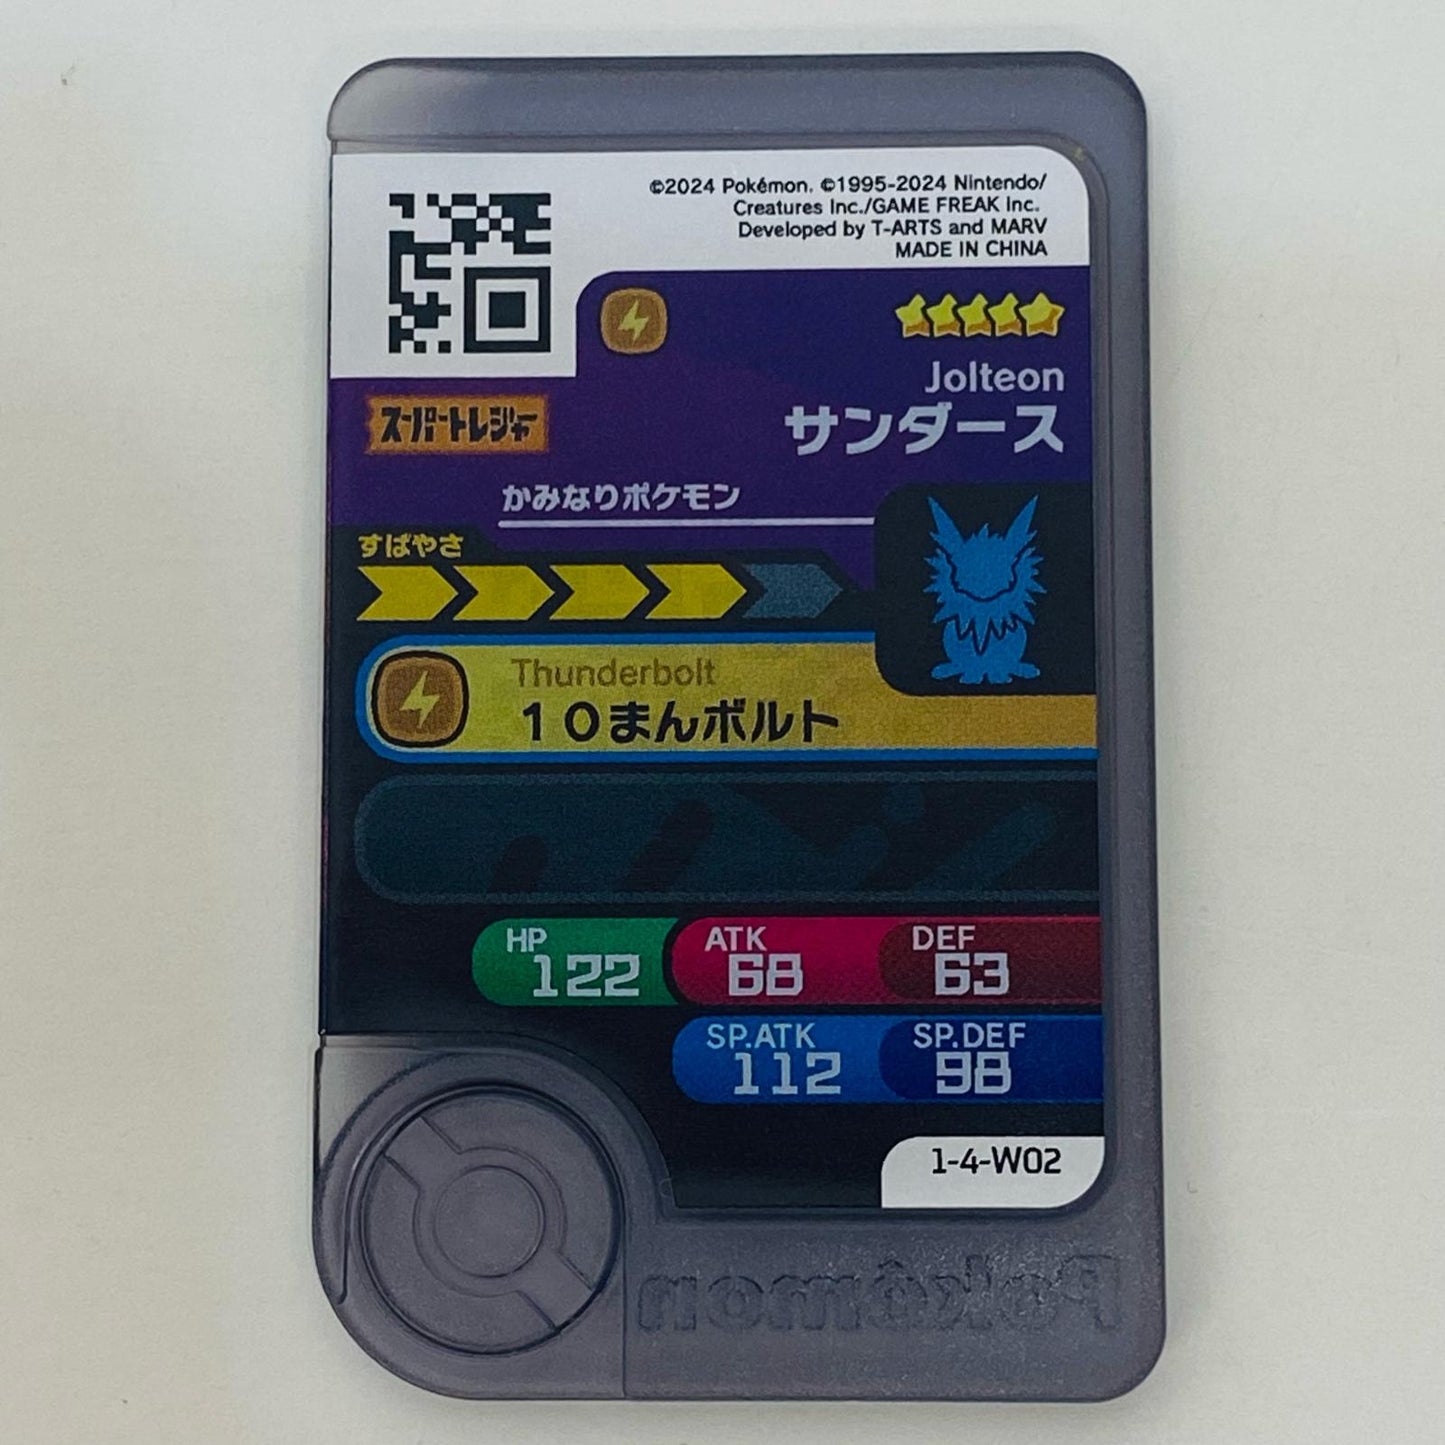 ©2024 Pokémon. ©1995-2024 Nintendo/
Creatures Inc./GAME FREAK Inc.
Developed by T-ARTS and MARV
MADE IN CHINA
Jolteon
サンダース
スーパートレジャー
かみなりポケモン
すばやさ
Thunderbolt
10まんボルト
HP
122
ATK
68
DEF
63
SP.ATK
112
SP.DEF
98
1-4-W02
Pokémon